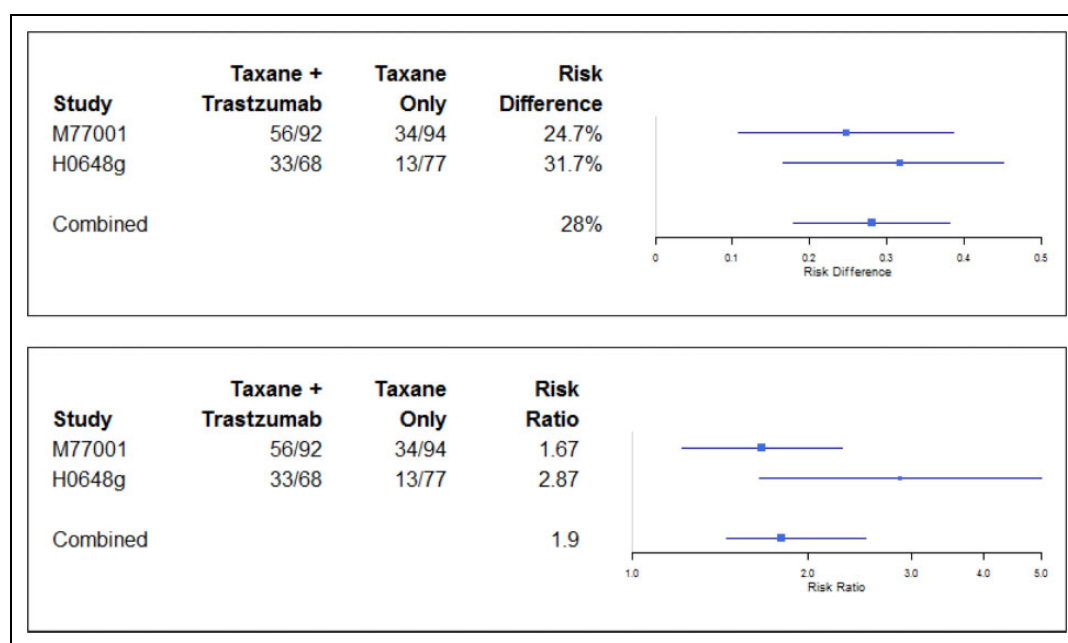 Taxane + Taxane Risk
Study Trastzumab Only Difference
M77001 56/92 34/94 24.7%
H0648g 33/68 13/77 31.7%
Combined 28%
0 0.1 0.2 0.3 0.4 0.5
Risk Difference
Taxane + Taxane Risk
Study Trastzumab Only Ratio
M77001 56/92 34/94 1.67
H0648g 33/68 13/77 2.87
Combined 1.9
1.0 2.0 3.0 4.0 5.0
Risk Ratio